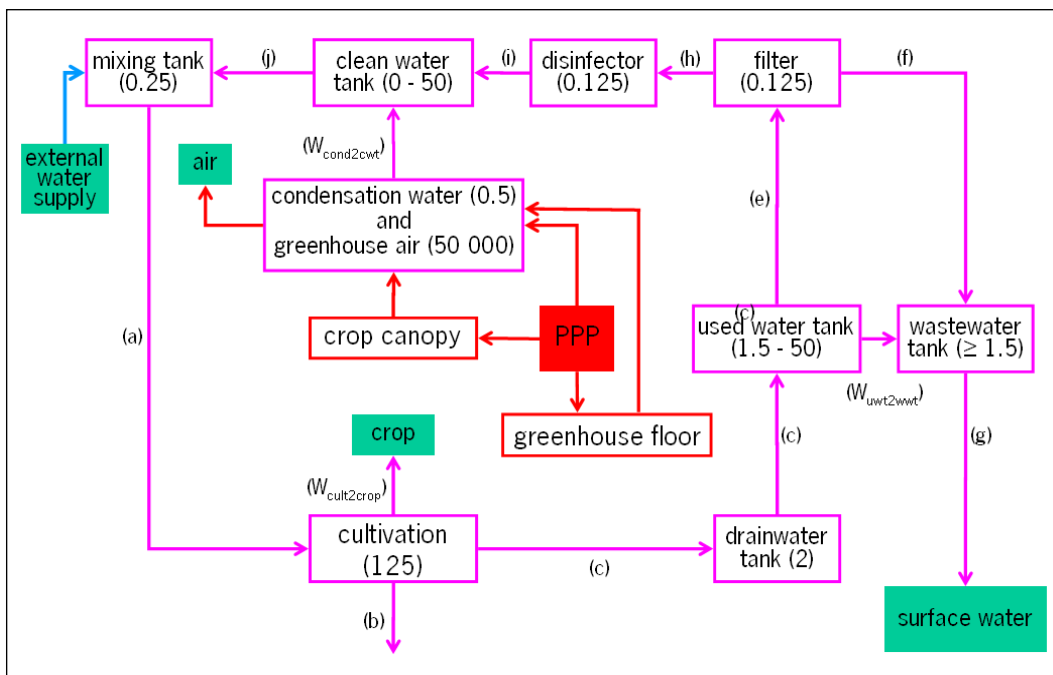 mixing tank
(0.25)
(j)
clean water
tank (0 - 50)
(i)
disinfector
(0.125)
(h)
filter
(0.125)
(f)
external
water
supply
air
(Wcond2cwt)
condensation water (0.5)
and
greenhouse air (50 000)
(e)
(a)
crop canopy
PPP
(c)
used water tank
(1.5 - 50)
wastewater
tank (≥ 1.5)
(Wuwt2wwt)
greenhouse floor
crop
(c)
(g)
(Wcult2crop)
cultivation
(125)
(c)
drainwater
tank (2)
(b)
surface water